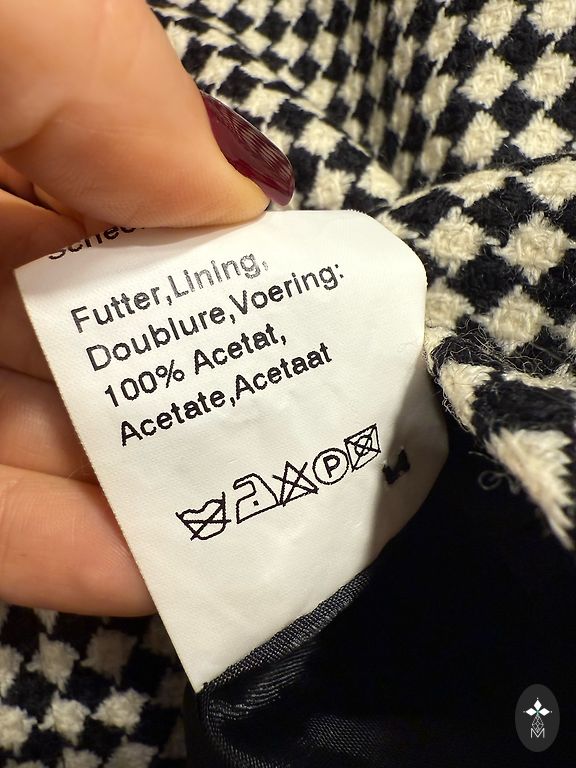 Futter,Lining,
Doublure,Voering:
100% Acetat,
Acetate,Acetaat
P
M